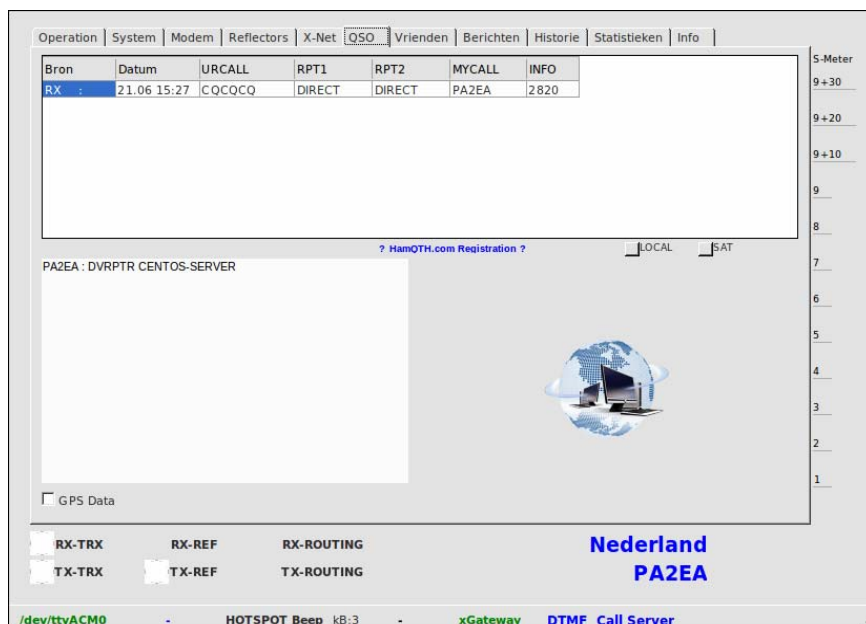 Operation System Modem Reflectors X-Net QSO Vrienden Berichten Historie Statistieken Info
S-Meter
Bron Datum URCALL RPT1 RPT2 MYCALL INFO
RX : 21.06 15:27 CQCQCQ DIRECT DIRECT PA2EA 2820
9+30
9+20
9+10
9
8
? HamQTH.com Registration ?
LOCAL SAT
PA2EA : DVRPTR CENTOS-SERVER
7
6
5
4
3
2
1
GPS Data
RX-TRX RX-REF RX-ROUTING Nederland
TX-TRX TX-REF TX-ROUTING PA2EA
/dev/ttyACM0 - HOTSPOT Beep kB:3 - xGateway DTMF Call Server